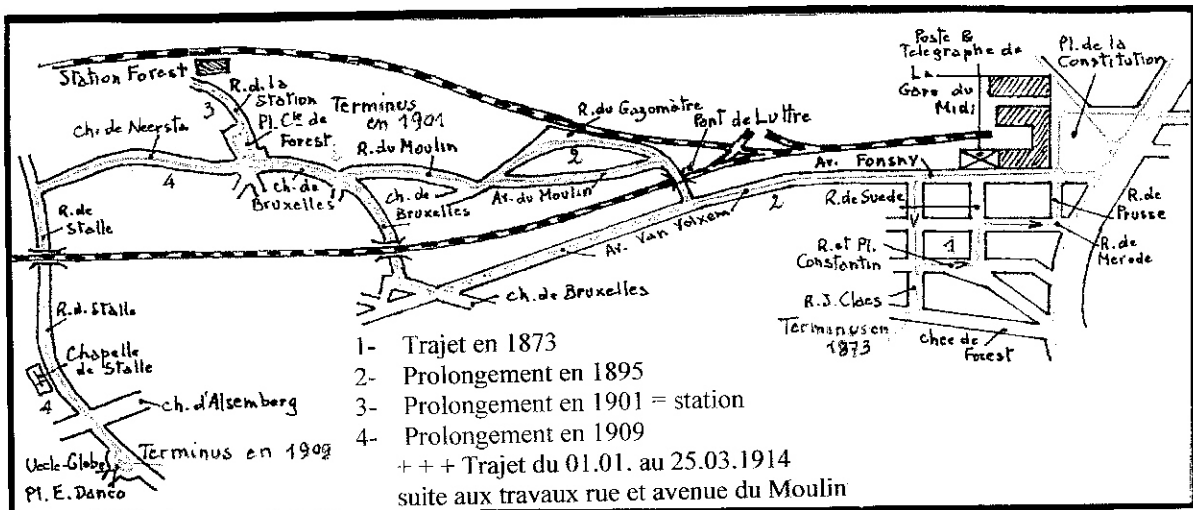 Station Forest
3
R.d.la
Station
Pl. Cle de
Forest
Terminus
en 1901
Ch. de Neersta
4
Ch. de
Bruxelles
R. du Moulin
Ch. de
Bruxelles
R. du Gazomètre
2
Av. du Moulin
Pont de Luttre
Av. Van Volxem
2
Av. Fonsny
Poste &
Telegraphe de
La
Gare du
Midi
Pl. de la
Constitution
R. de Suede
R. de
Prusse
R. de
Merode
R. et Pl.
Constantin
1
R. J. Claes
Terminus en
1873
Chee de
Forest
R. de
Stalle
R.d. Stalle
Chapelle
de Stalle
4
Ch. d'Alsemberg
Terminus en 1909
Uccle-Globe
Pl. E. Danco
Ch. de Bruxelles
1- Trajet en 1873
2- Prolongement en 1895
3- Prolongement en 1901 = station
4- Prolongement en 1909
+ + + Trajet du 01.01. au 25.03.1914
suite aux travaux rue et avenue du Moulin